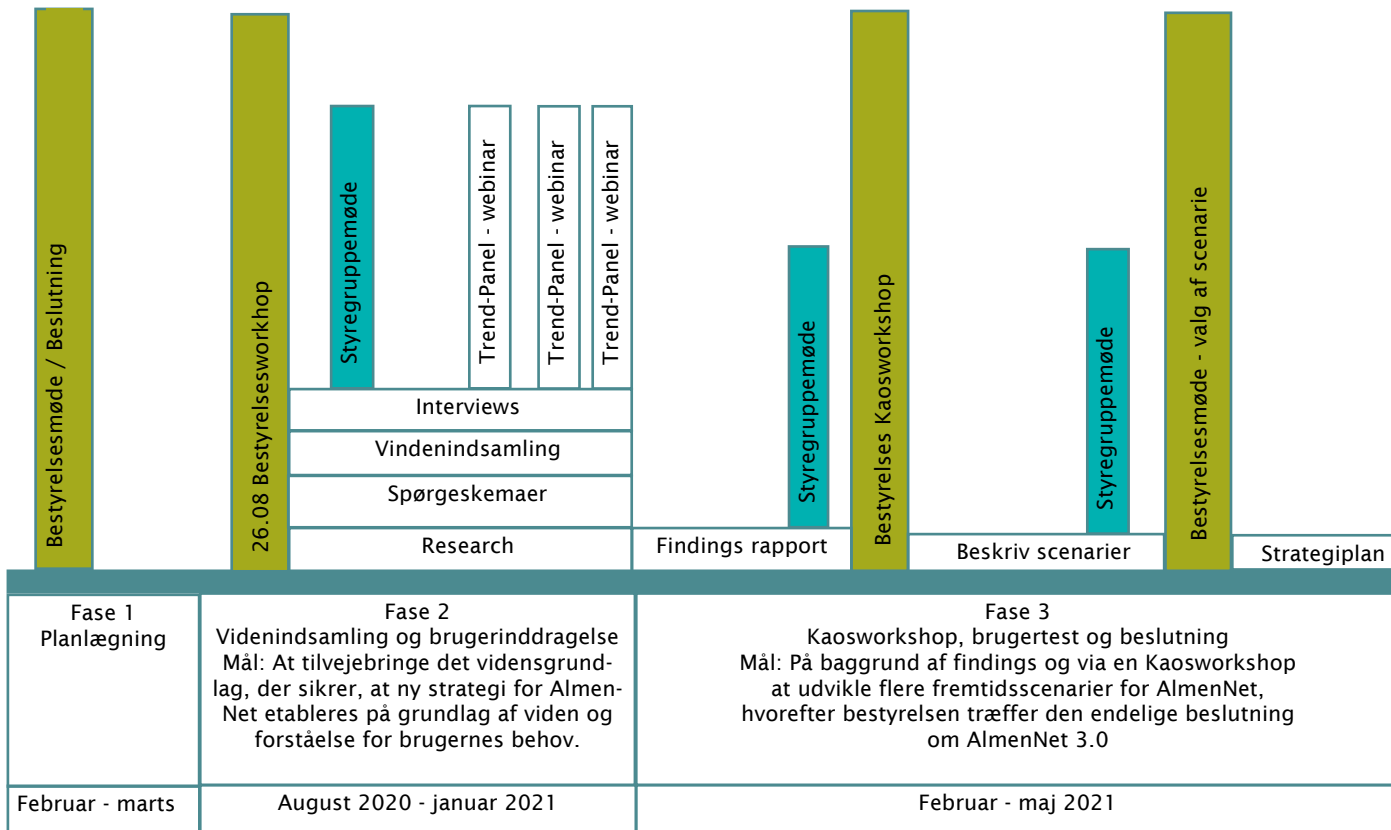 Bestyrelsesmøde / Beslutning
26.08 Bestyrelsesworkhop
Styregruppemøde
Trend-Panel - webinar
Trend-Panel - webinar
Trend-Panel - webinar
Interviews
Vindenindsamling
Spørgeskemaer
Research
Findings rapport
Styregruppemøde
Bestyrelses Kaosworkshop
Beskriv scenarier
Styregruppemøde
Bestyrelsesmøde - valg af scenarie
Strategiplan
Fase 1
Planlægning
Februar - marts
Fase 2
Videnindsamling og brugerinddragelse
Mål: At tilvejebringe det vidensgrund-
lag, der sikrer, at ny strategi for Almen-
Net etableres på grundlag af viden og
forståelse for brugernes behov.
August 2020 - januar 2021
Fase 3
Kaosworkshop, brugertest og beslutning
Mål: På baggrund af findings og via en Kaosworkshop
at udvikle flere fremtidsscenarier for AlmenNet,
hvorefter bestyrelsen træffer den endelige beslutning
om AlmenNet 3.0
Februar - maj 2021